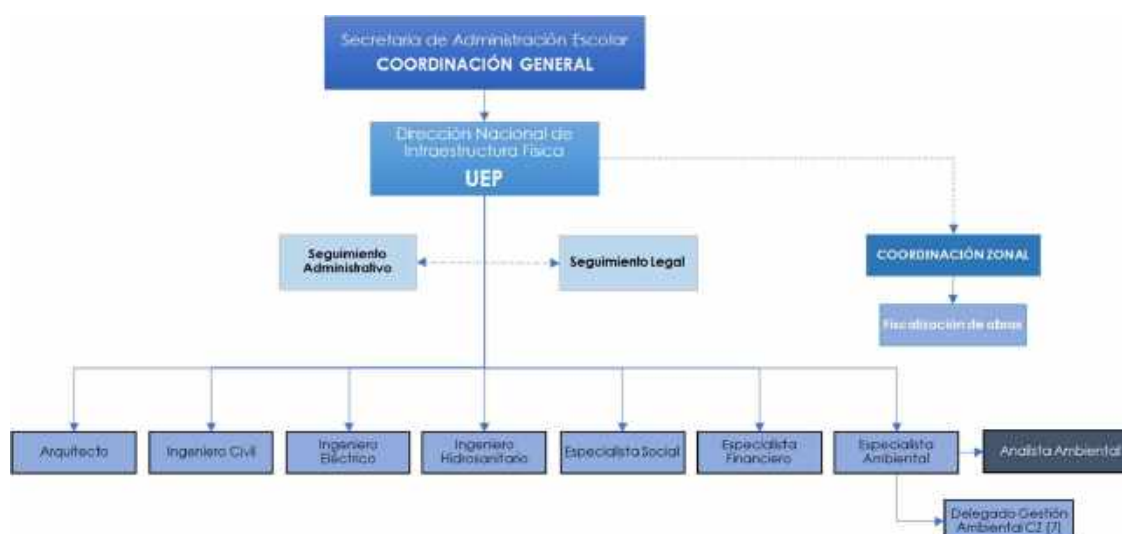 Secretaría de Administración Escolar
COORDINACIÓN GENERAL
Dirección Nacional de
Infraestructura Física
UEP
Seguimiento
Administrativo
Seguimiento Legal
COORDINACIÓN ZONAL
Fiscalización de obras
Arquitecto
Ingeniero Civil
Ingeniero
Eléctrico
Ingeniero
Hidrosanitario
Especialista Social
Especialista
Financiero
Especialista
Ambiental
Analista Ambiental
Delegado Gestión
Ambiental CZ (7)